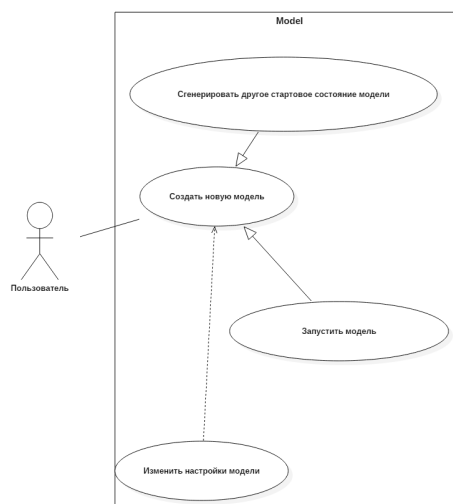 Model
Сгенерировать другое стартовое состояние модели
Создать новую модель
Пользователь
Запустить модель
Изменить настройки модели